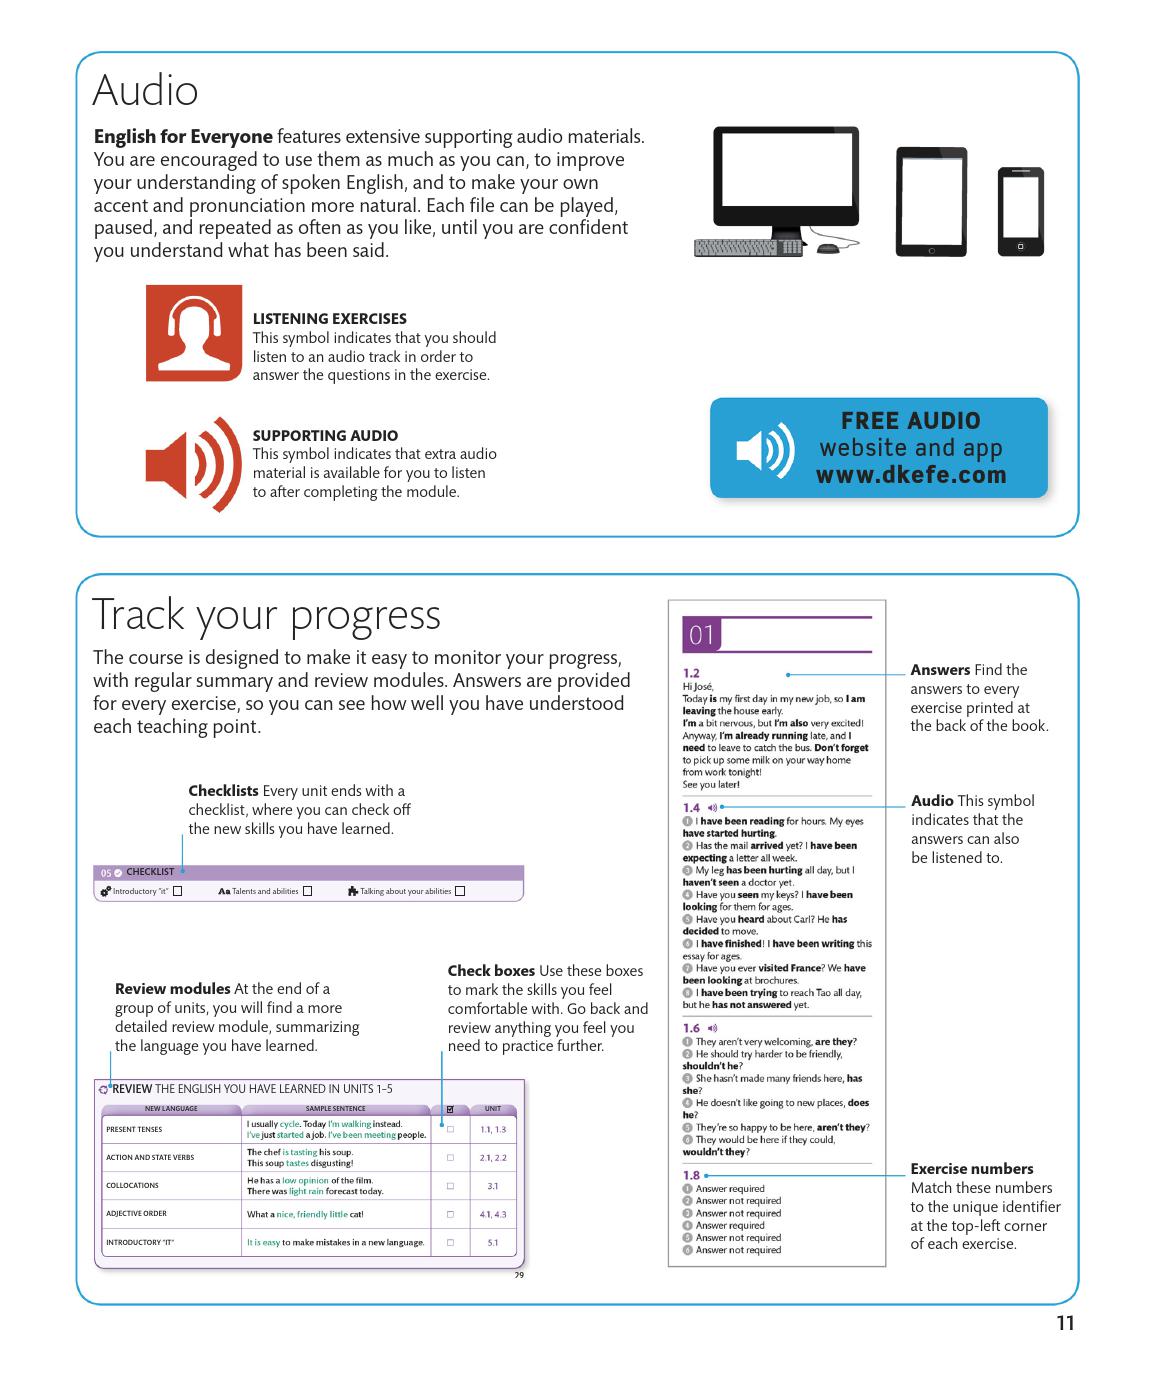 Audio
English for Everyone features extensive supporting audio materials.
You are encouraged to use them as much as you can, to improve
your understanding of spoken English, and to make your own
accent and pronunciation more natural. Each file can be played,
paused, and repeated as often as you like, until you are confident
you understand what has been said.
LISTENING EXERCISES
This symbol indicates that you should
listen to an audio track in order to
answer the questions in the exercise.
SUPPORTING AUDIO
This symbol indicates that extra audio
material is available for you to listen
to after completing the module.
FREE AUDIO
website and app
www.dkefe.com
Track your progress
The course is designed to make it easy to monitor your progress,
with regular summary and review modules. Answers are provided
for every exercise, so you can see how well you have understood
each teaching point.
Checklists Every unit ends with a
checklist, where you can check off
the new skills you have learned.
05 CHECKLIST
Introductory "it" Aa Talents and abilities Talking about your abilities
Review modules At the end of a
group of units, you will find a more
detailed review module, summarizing
the language you have learned.
Check boxes Use these boxes
to mark the skills you feel
comfortable with. Go back and
review anything you feel you
need to practice further.
REVIEW THE ENGLISH YOU HAVE LEARNED IN UNITS 1–5
NEW LANGUAGE SAMPLE SENTENCE UNIT
PRESENT TENSES I usually cycle. Today I'm walking instead. 1.1, 1.3
I've just started a job. I've been meeting people.
ACTION AND STATE VERBS The chef is tasting his soup. 2.1, 2.2
This soup tastes disgusting!
COLLOCATIONS He has a low opinion of the film. 3.1
There was light rain forecast today.
ADJECTIVE ORDER What a nice, friendly little cat! 4.1, 4.3
INTRODUCTORY "IT" It is easy to make mistakes in a new language. 5.1
29
01
1.2
Hi José,
Today is my first day in my new job, so I am
leaving the house early.
I'm a bit nervous, but I'm also very excited!
Anyway, I'm already running late, and I
need to leave to catch the bus. Don't forget
to pick up some milk on your way home
from work tonight!
See you later!
1.4
1 I have been reading for hours. My eyes
have started hurting.
2 Has the mail arrived yet? I have been
expecting a letter all week.
3 My leg has been hurting all day, but I
haven't seen a doctor yet.
4 Have you seen my keys? I have been
looking for them for ages.
5 Have you heard about Carl? He has
decided to move.
6 I have finished! I have been writing this
essay for ages.
7 Have you ever visited France? We have
been looking at brochures.
8 I have been trying to reach Tao all day,
but he has not answered yet.
1.6
1 They aren't very welcoming, are they?
2 He should try harder to be friendly,
shouldn't he?
3 She hasn't made many friends here, has
she?
4 He doesn't like going to new places, does
he?
5 They're so happy to be here, aren't they?
6 They would be here if they could,
wouldn't they?
1.8
1 Answer required
2 Answer not required
3 Answer not required
4 Answer required
5 Answer not required
6 Answer not required
Answers Find the
answers to every
exercise printed at
the back of the book.
Audio This symbol
indicates that the
answers can also
be listened to.
Exercise numbers
Match these numbers
to the unique identifier
at the top-left corner
of each exercise.
11